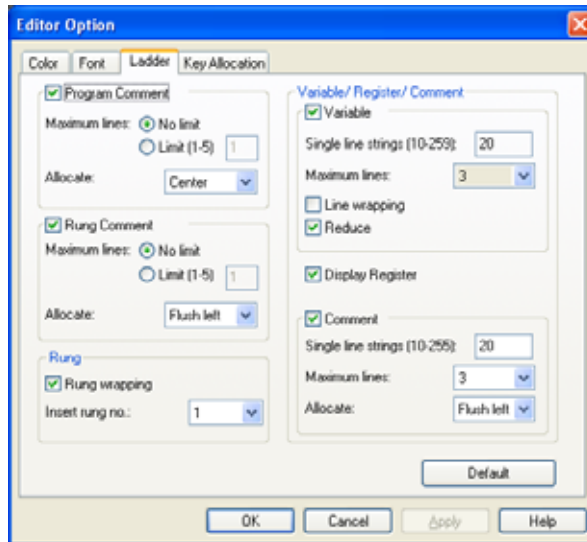 Editor Option
Color Font Ladder Key Allocation
Program Comment
Maximum lines: No limit
Limit (1-5) 1
Allocate: Center
Rung Comment
Maximum lines: No limit
Limit (1-5) 1
Allocate: Flush left
Rung
Rung wrapping
Insert rung no.: 1
Variable/ Register/ Comment
Variable
Single line strings (10-259): 20
Maximum lines: 3
Line wrapping
Reduce
Display Register
Comment
Single line strings (10-255): 20
Maximum lines: 3
Allocate: Flush left
Default
OK Cancel Apply Help